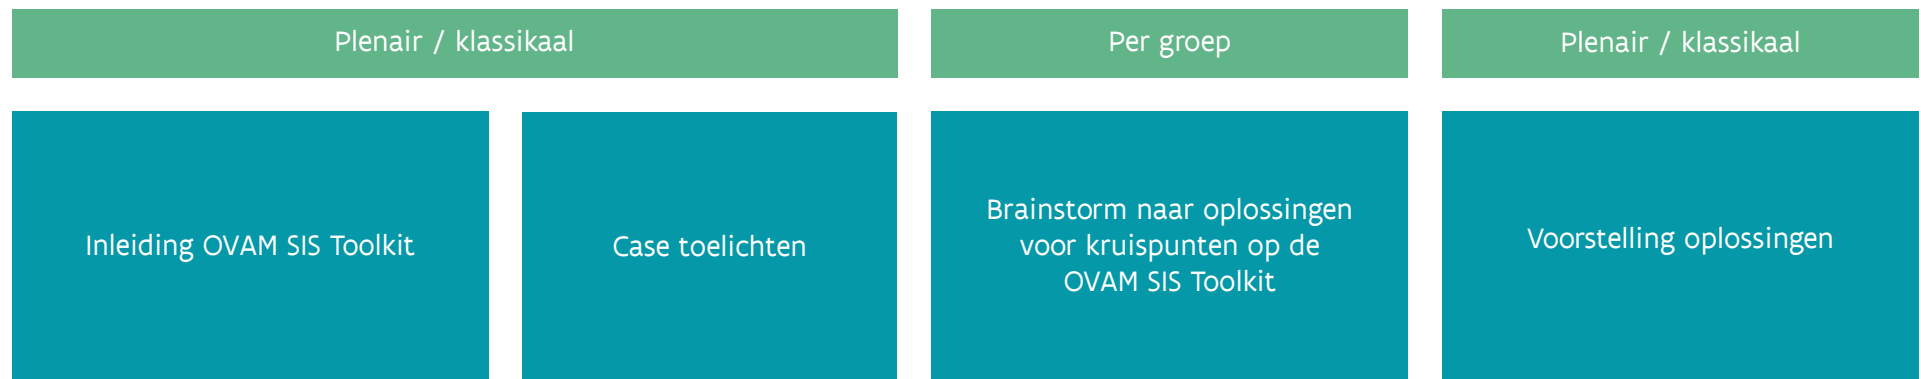 Plenair / klassikaal
Per groep
Plenair / klassikaal
Inleiding OVAM SIS Toolkit
Case toelichten
Brainstorm naar oplossingen
voor kruispunten op de
OVAM SIS Toolkit
Voorstelling oplossingen